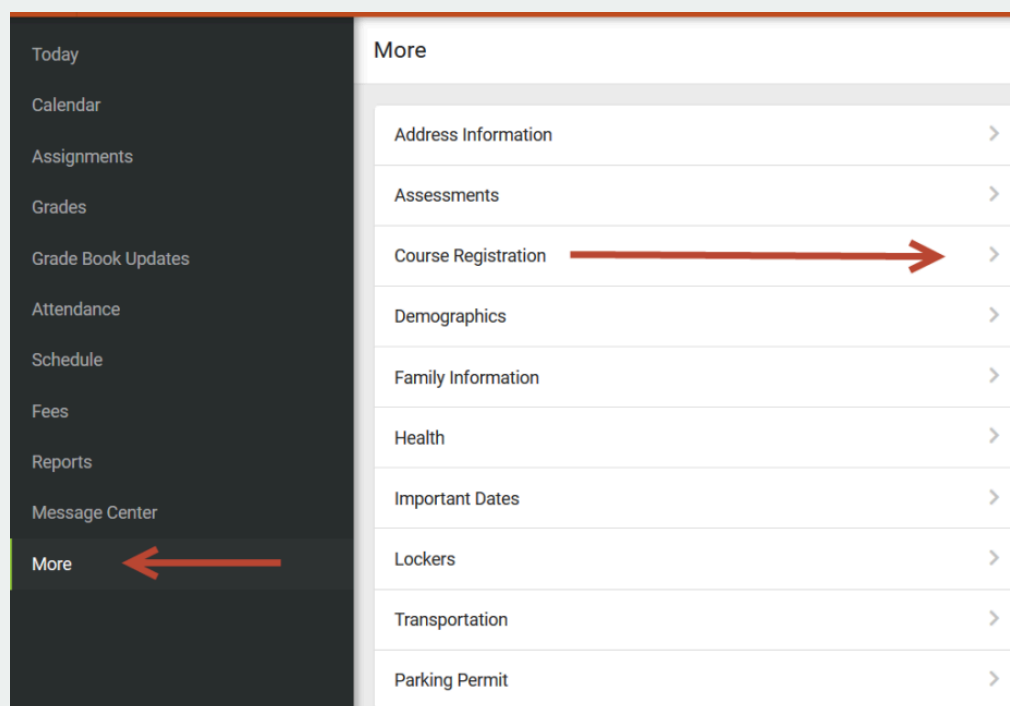 Today
Calendar
Assignments
Grades
Grade Book Updates
Attendance
Schedule
Fees
Reports
Message Center
More
More
Address Information
Assessments
Course Registration
Demographics
Family Information
Health
Important Dates
Lockers
Transportation
Parking Permit